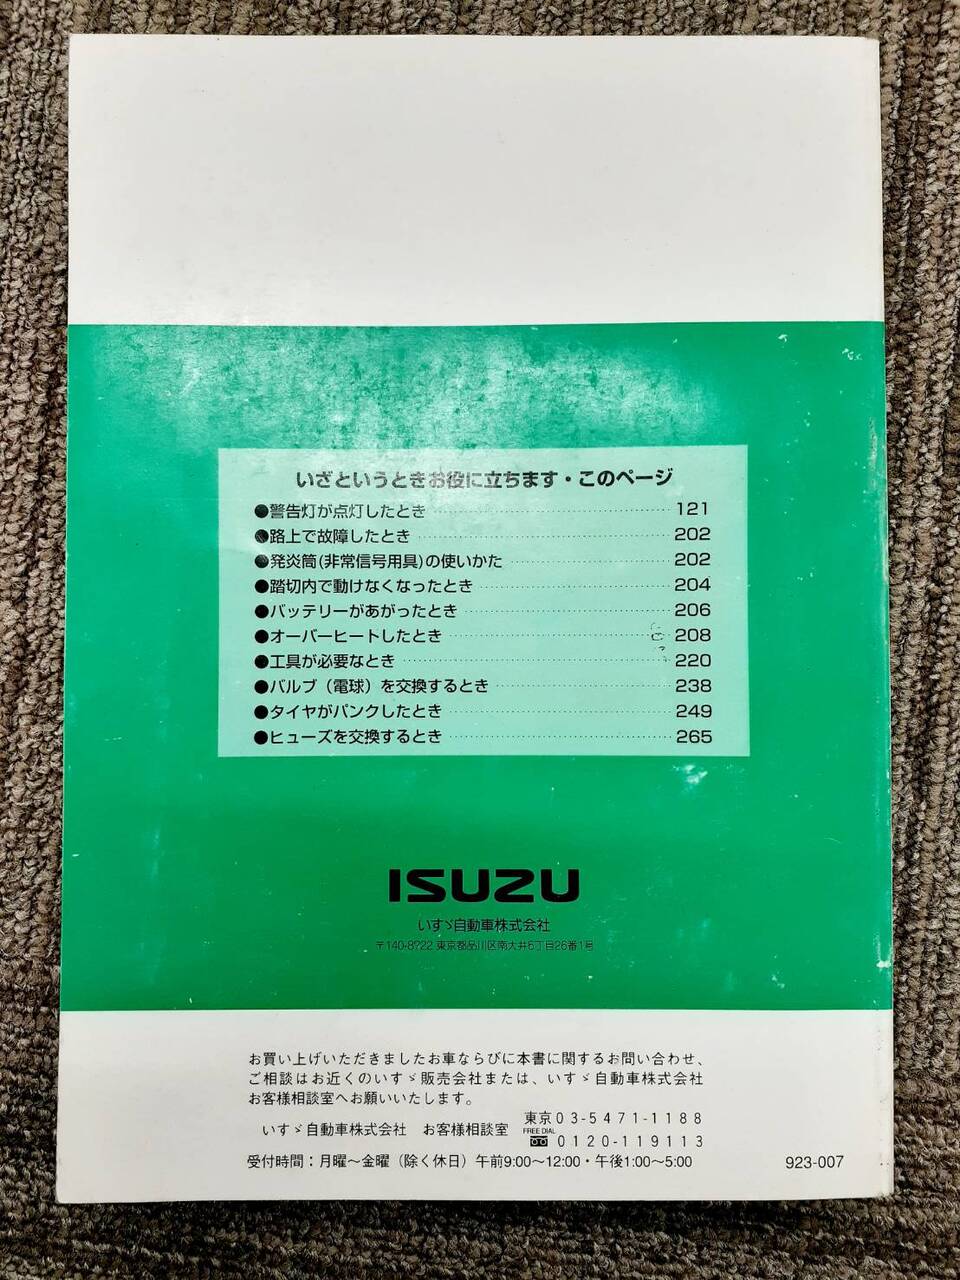 いざというときお役に立ちます・このページ
●警告灯が点灯したとき 121
●路上で故障したとき 202
●発炎筒(非常信号用具)の使いかた 202
●踏切内で動けなくなったとき 204
●バッテリーがあがったとき 206
●オーバーヒートしたとき 208
●工具が必要なとき 220
●バルブ（電球）を交換するとき 238
●タイヤがパンクしたとき 249
●ヒューズを交換するとき 265
ISUZU
いすゞ自動車株式会社
〒140-8722 東京都品川区南大井6丁目26番1号
お買い上げいただきましたお車ならびに本書に関するお問い合わせ、
ご相談はお近くのいすゞ販売会社または、いすゞ自動車株式会社
お客様相談室へお願いいたします。
いすゞ自動車株式会社　お客様相談室
東京03-5471-1188
FREE DIAL
0120-119113
受付時間：月曜～金曜（除く休日）午前9:00～12:00・午後1:00～5:00
923-007